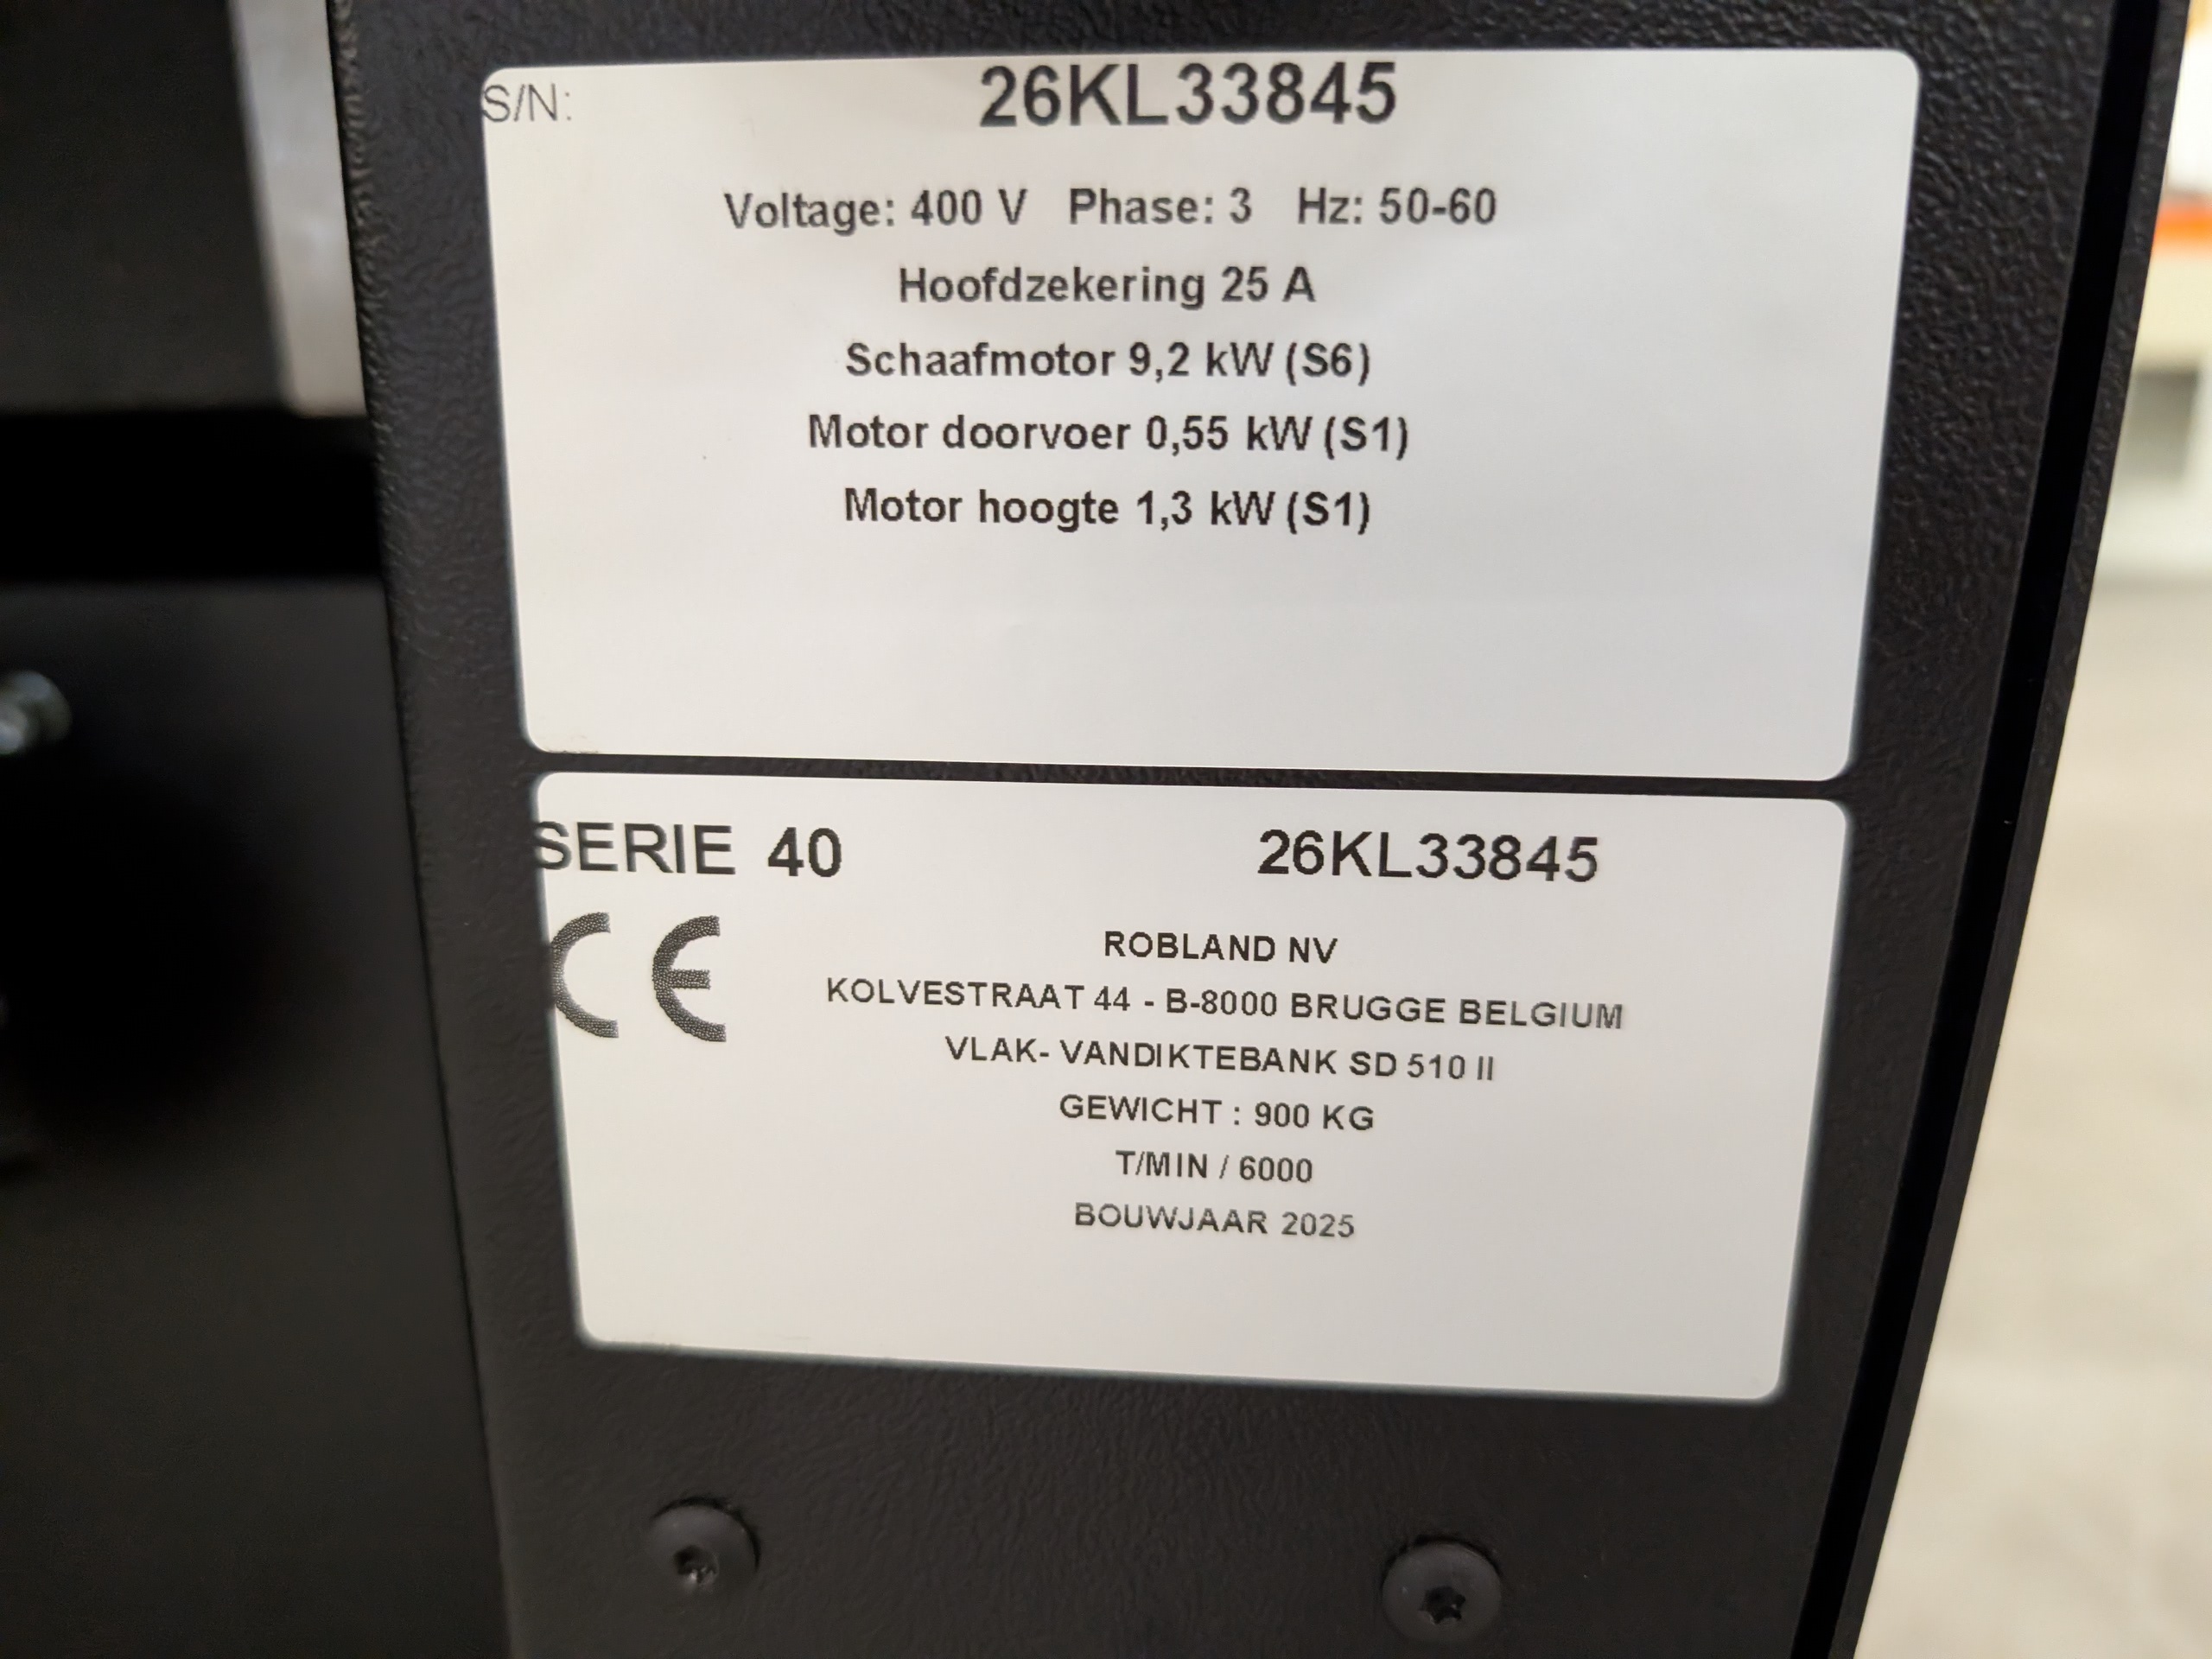 S/N: 26KL33845
Voltage: 400 V Phase: 3 Hz: 50-60
Hoofdzekering 25 A
Schaafmotor 9,2 kW (S6)
Motor doorvoer 0,55 kW (S1)
Motor hoogte 1,3 kW (S1)
SERIE 40 26KL33845
CE
ROBLAND NV
KOLVESTRAAT 44 - B-8000 BRUGGE BELGIUM
VLAK- VANDIKTEBANK SD 510 II
GEWICHT : 900 KG
T/MIN / 6000
BOUWJAAR 2025